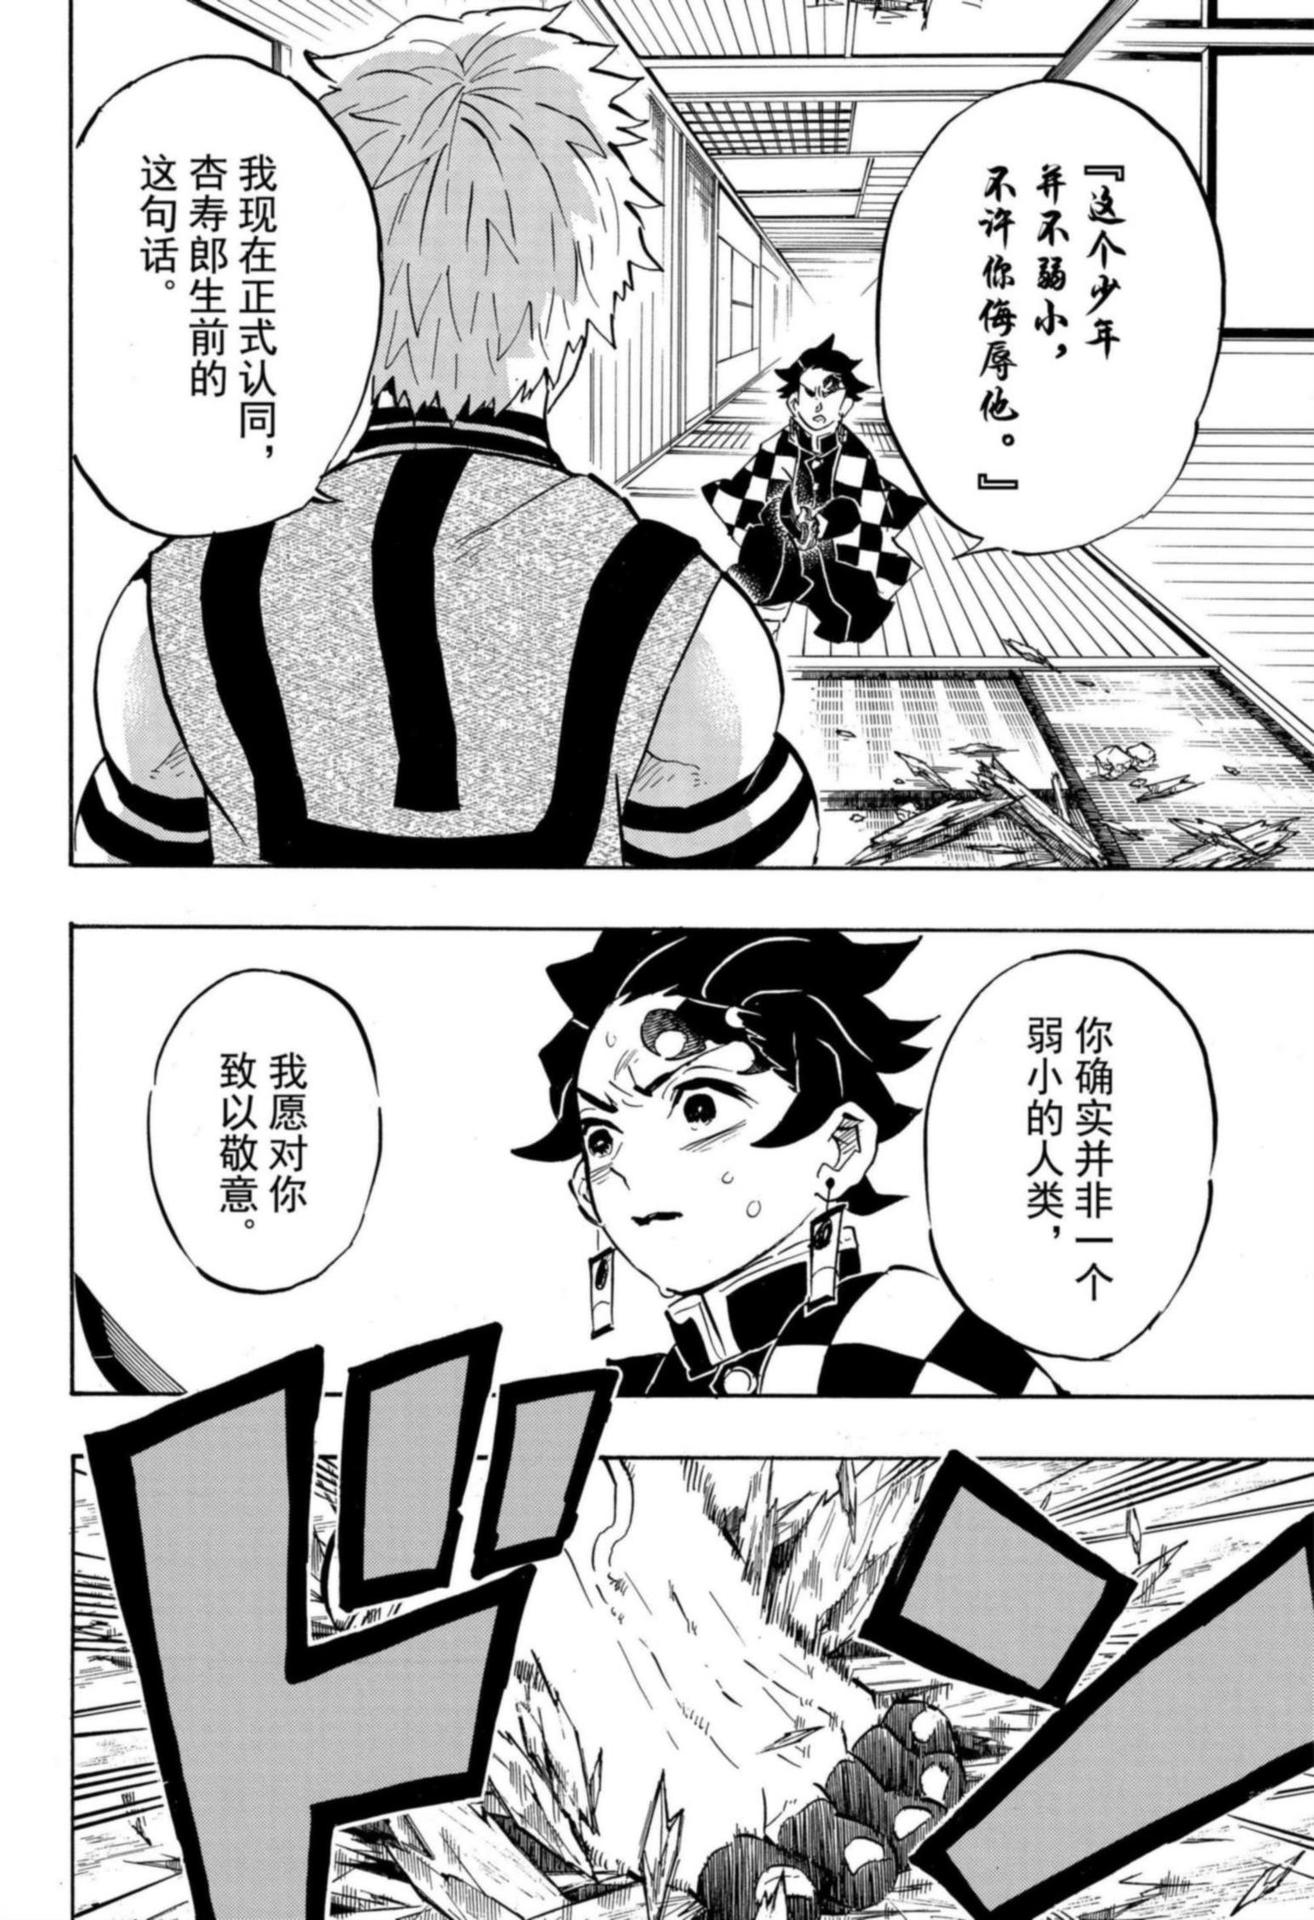 『这个少年
并不弱小，
不许你侮辱他。』
我现在正式认同，
杏寿郎生前的
这句话。
你确实并非一个
弱小的人类，
我愿对你
致以敬意。
ドン